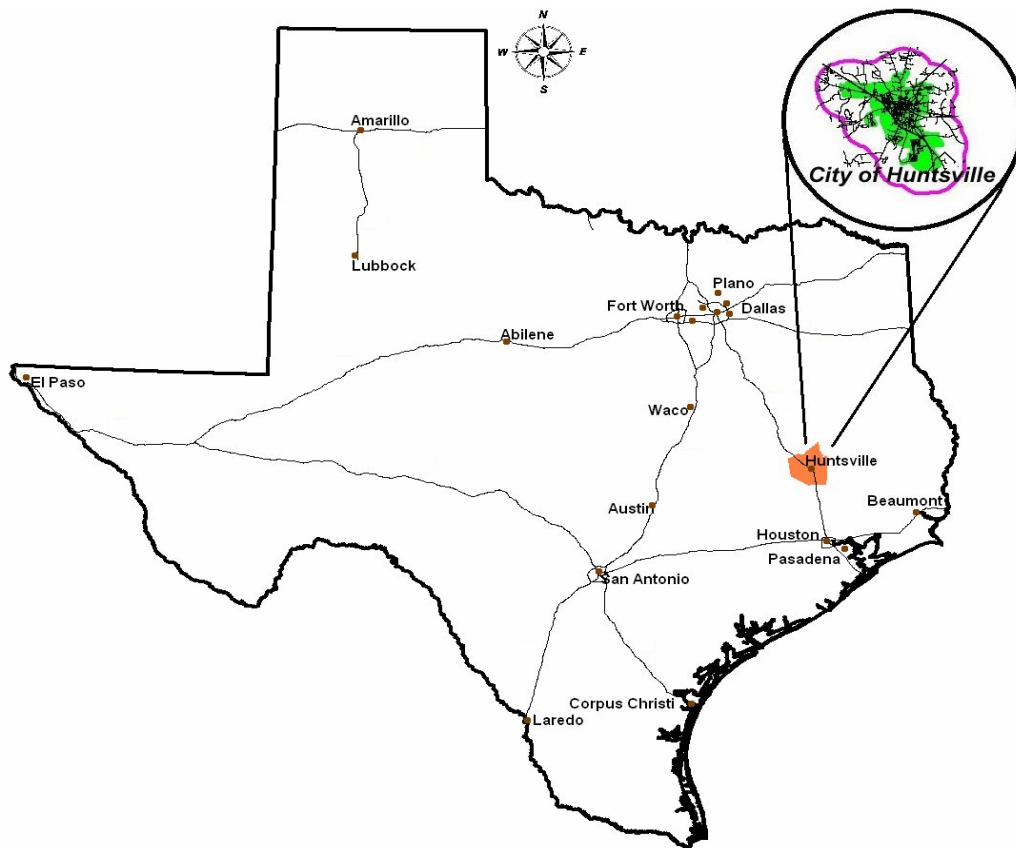 N
W
E
S
City of Huntsville
Amarillo
Lubbock
Plano
Fort Worth
Dallas
Abilene
El Paso
Waco
Huntsville
Austin
Beaumont
Houston
Pasadena
San Antonio
Corpus Christi
Laredo